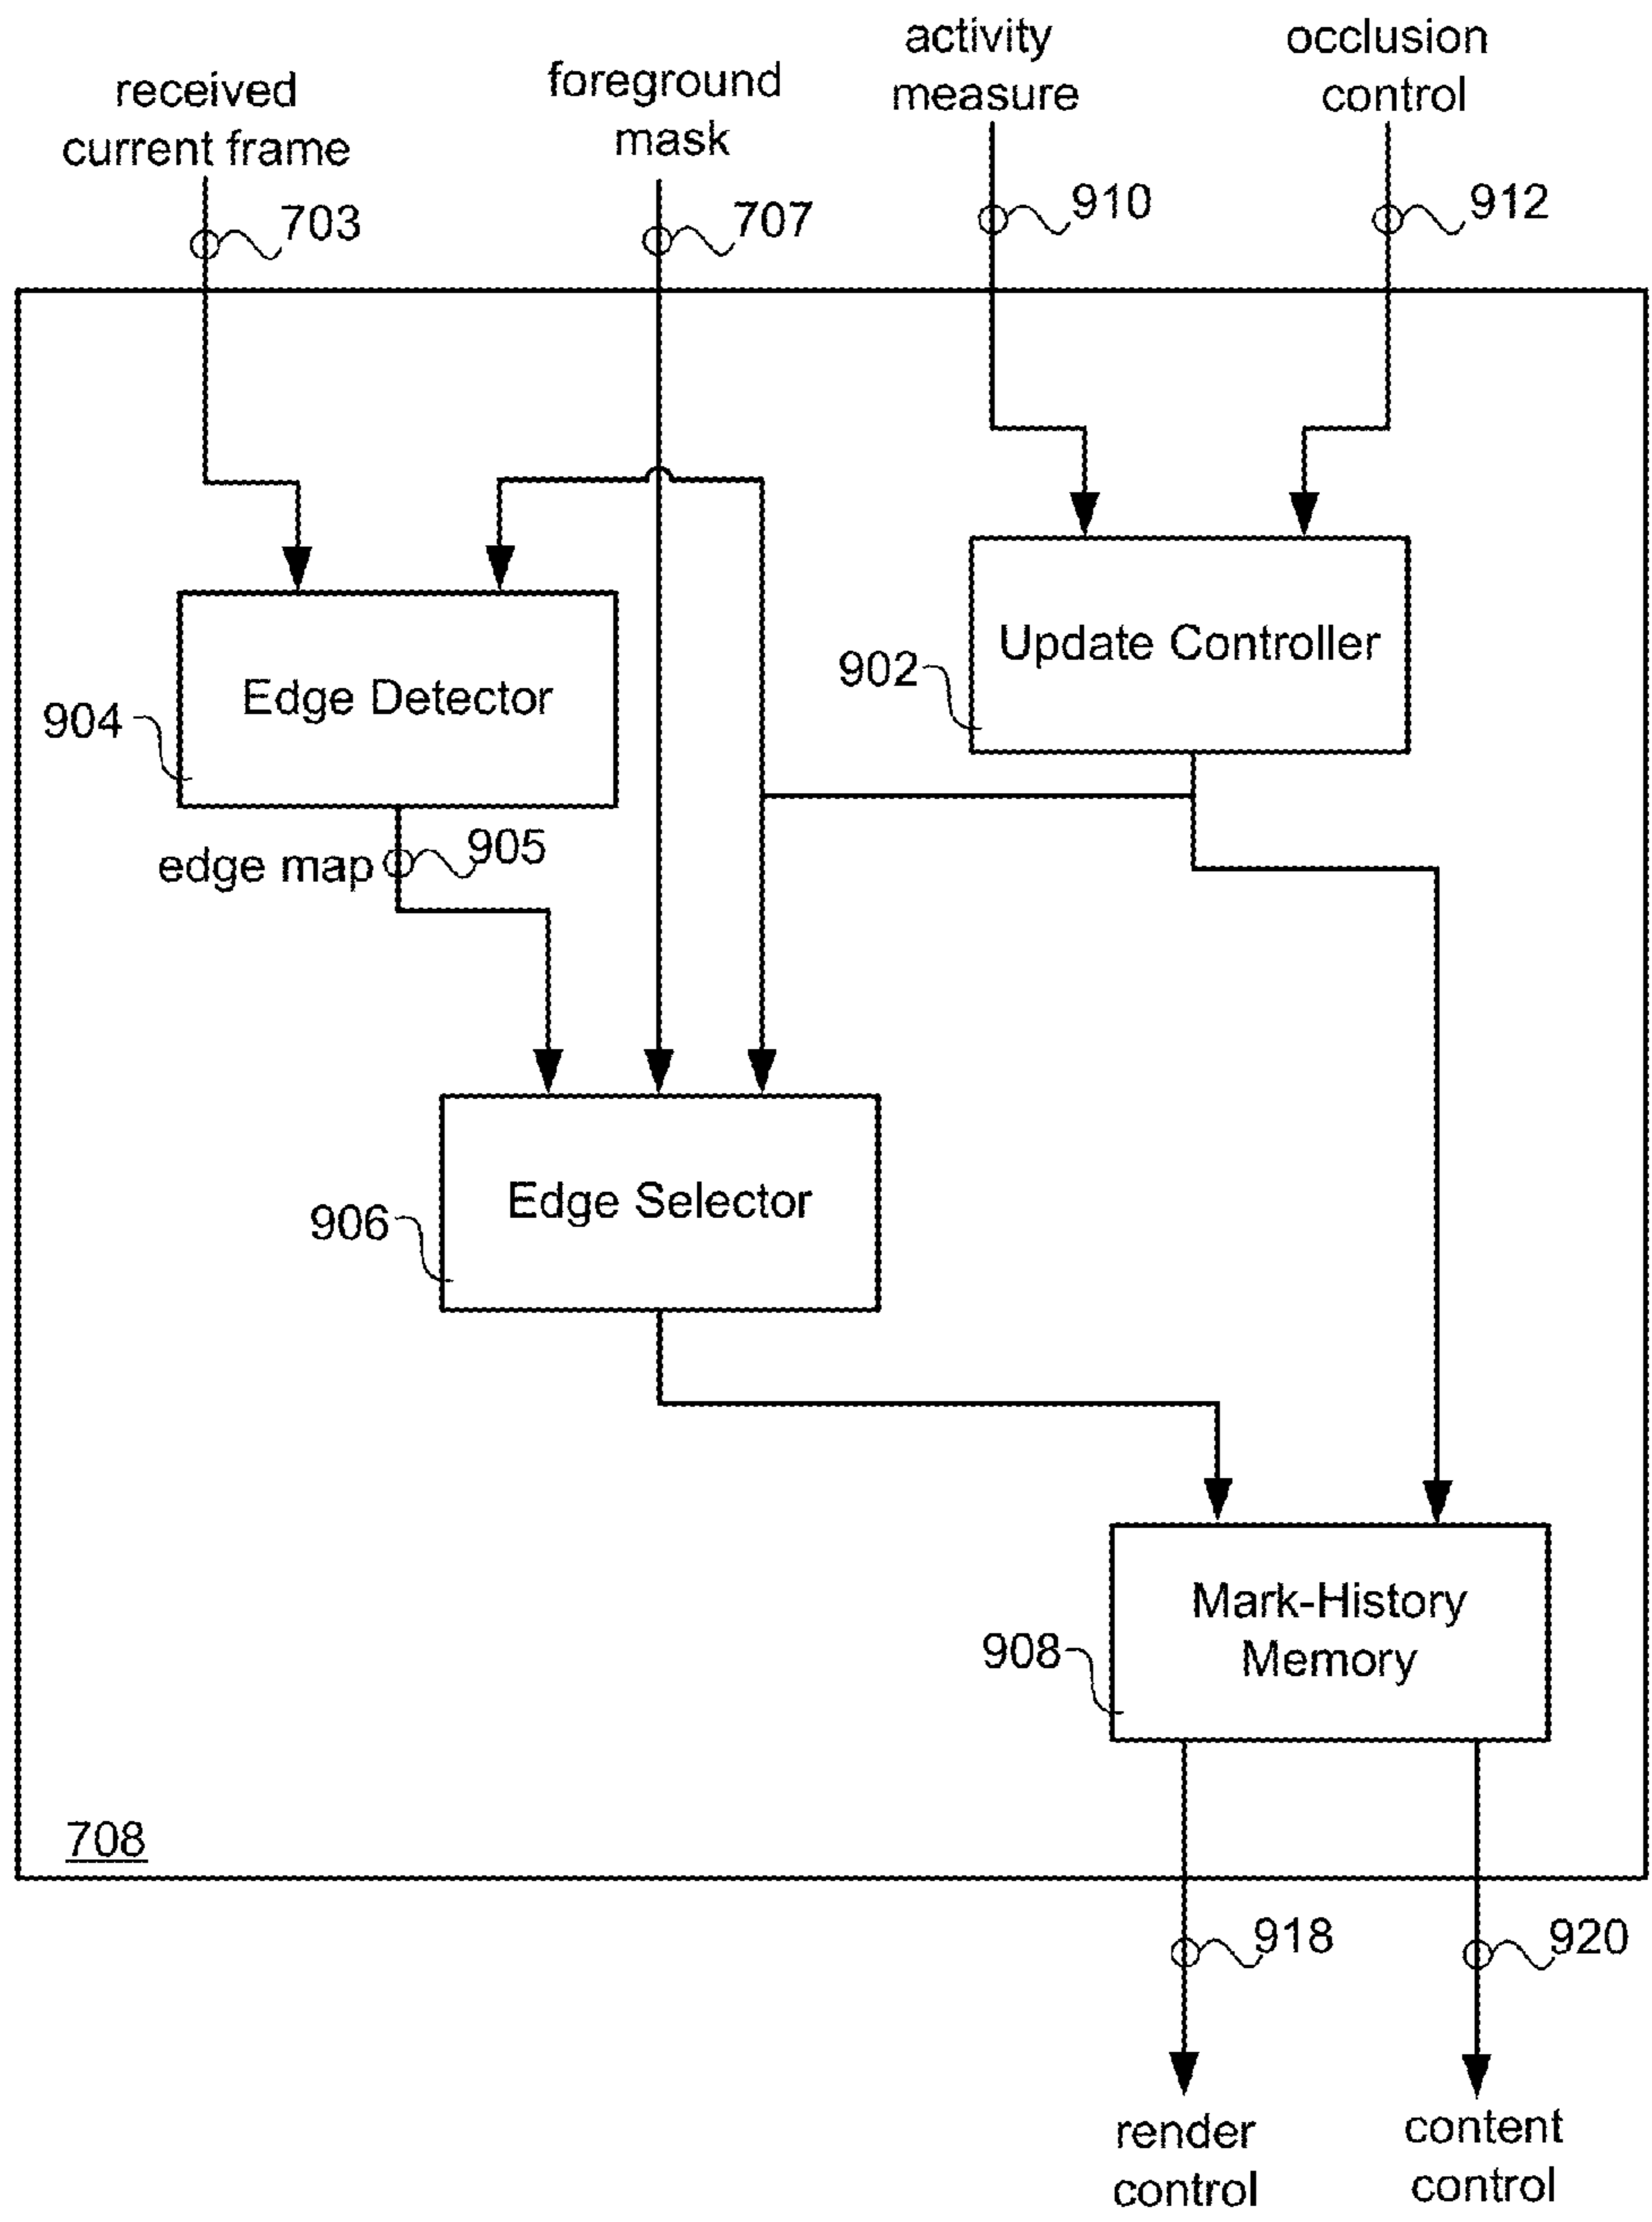 received
current frame
foreground
mask
activity
measure
occlusion
control
703
707
910
912
Edge Detector
904
Update Controller
902
edge map
905
Edge Selector
906
Mark-History
Memory
908
708
918
920
render
control
content
control